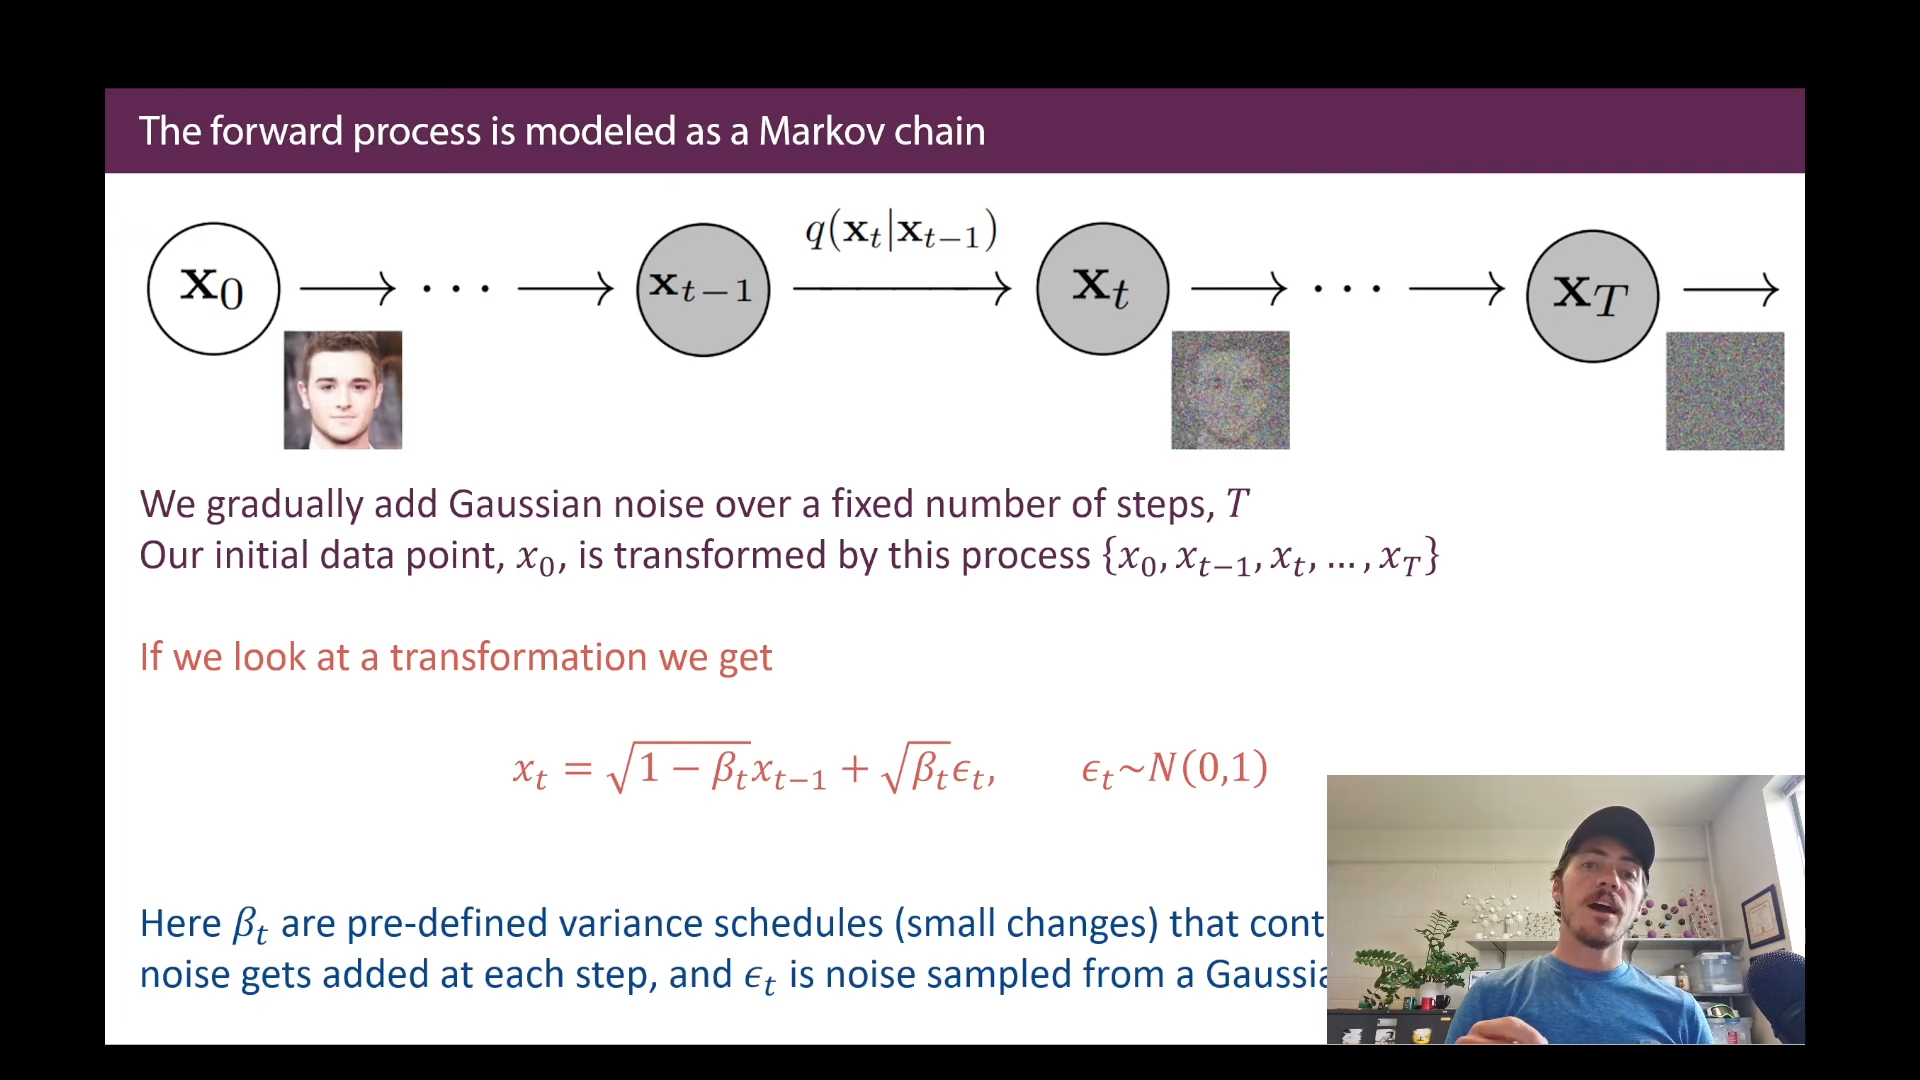 The forward process is modeled as a Markov chain
x_0 → ··· → x_{t−1} q(x_t|x_{t−1}) → x_t → ··· → x_T →
We gradually add Gaussian noise over a fixed number of steps, T
Our initial data point, x_0, is transformed by this process {x_0, x_{t−1}, x_t, … , x_T}
If we look at a transformation we get
x_t = √(1 − β_t)x_{t−1} + √(β_t)ϵ_t, ϵ_t~N(0,1)
Here β_t are pre-defined variance schedules (small changes) that cont
noise gets added at each step, and ϵ_t is noise sampled from a Gaussia